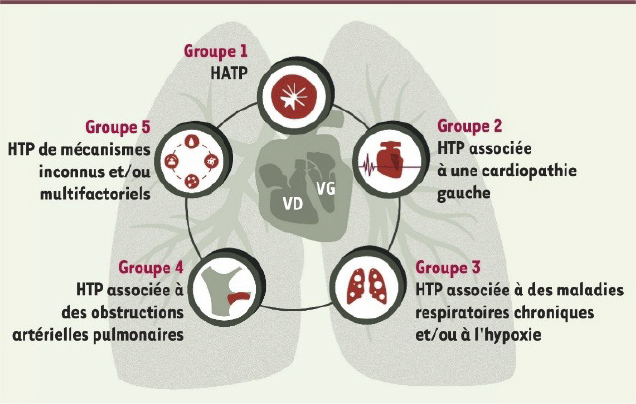 Groupe 1
HATP
Groupe 2
HTP associée
à une cardiopathie
gauche
Groupe 3
HTP associée à des maladies
respiratoires chroniques
et/ou à l'hypoxie
Groupe 4
HTP associée à
des obstructions
artérielles pulmonaires
Groupe 5
HTP de mécanismes
inconnus et/ou
multifactoriels
VD
VG